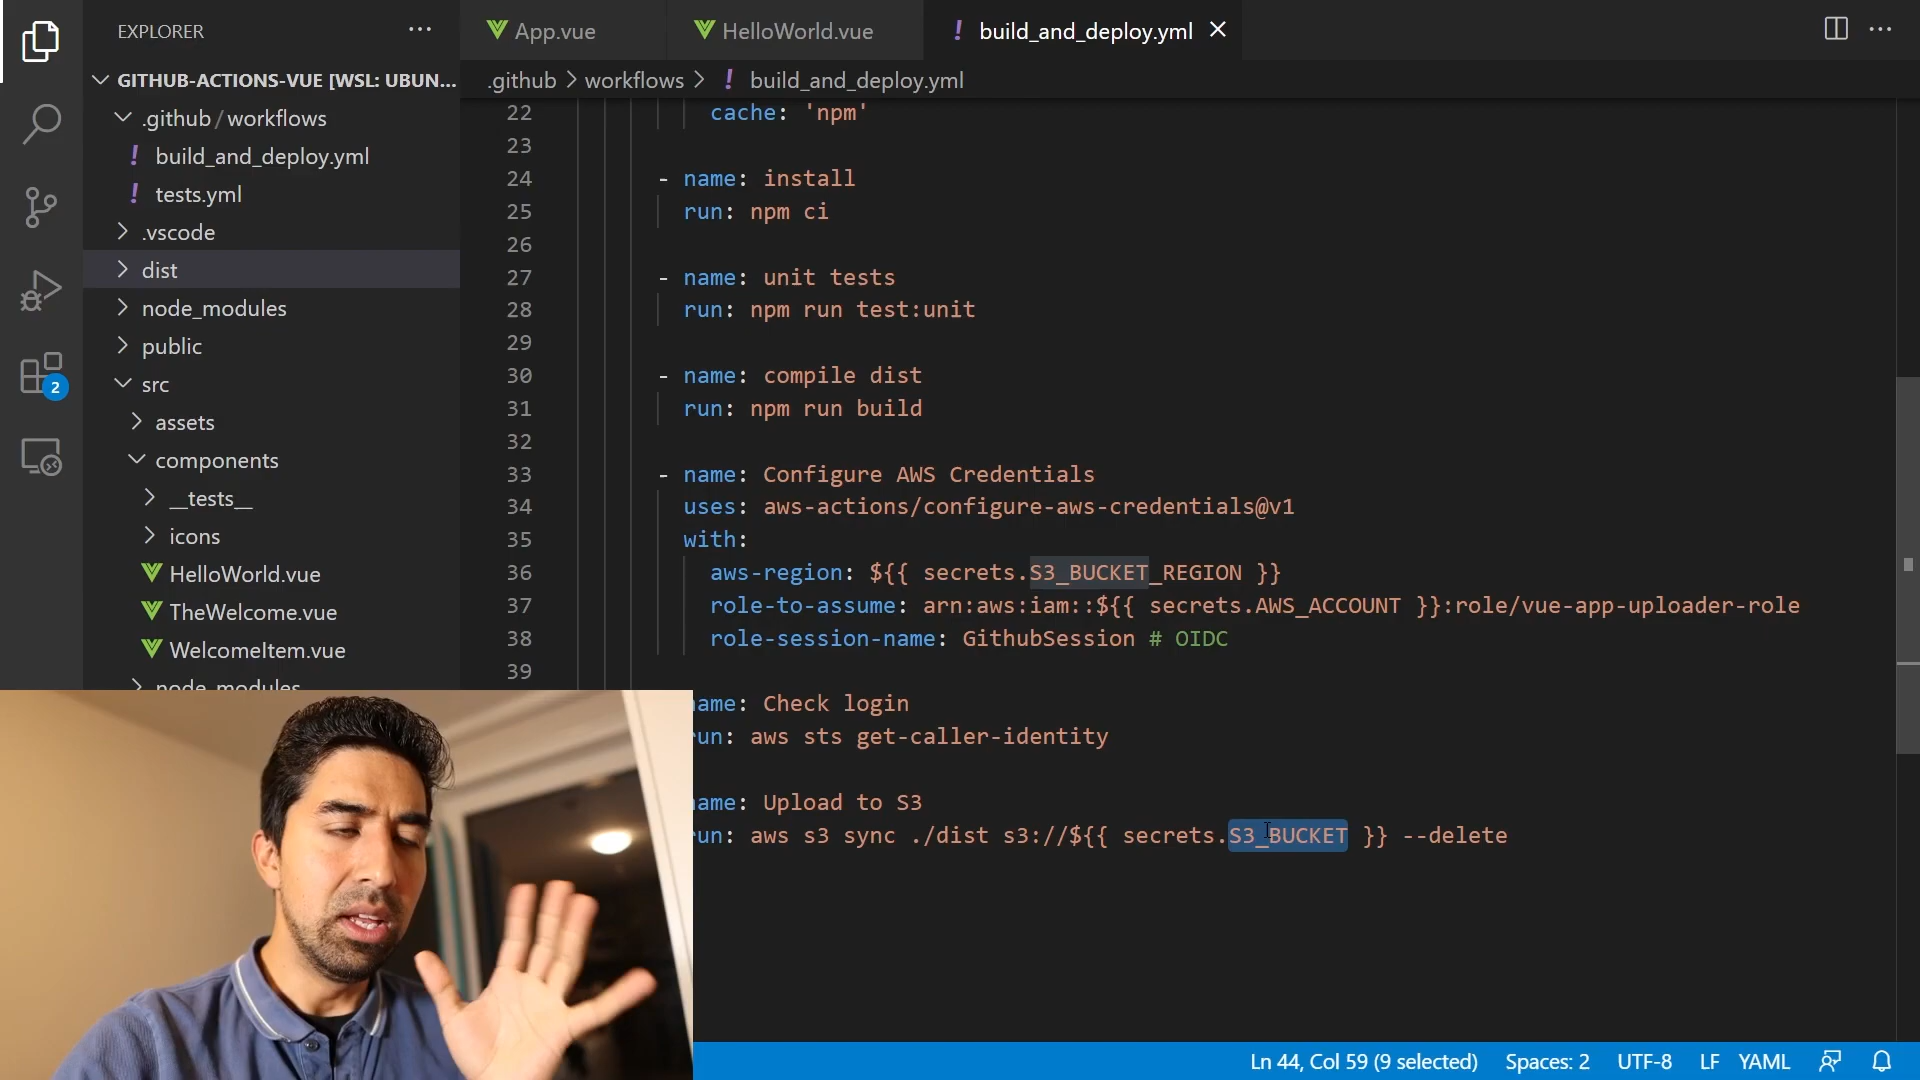 EXPLORER
App.vue
HelloWorld.vue
! build_and_deploy.yml
GITHUB-ACTIONS-VUE [WSL: UBUN...
.github > workflows > ! build_and_deploy.yml
.github / workflows
! build_and_deploy.yml
! tests.yml
.vscode
dist
node_modules
public
src
assets
components
__tests__
icons
HelloWorld.vue
TheWelcome.vue
WelcomeItem.vue
node_modules
2
22 cache: 'npm'
23
24 - name: install
25 run: npm ci
26
27 - name: unit tests
28 run: npm run test:unit
29
30 - name: compile dist
31 run: npm run build
32
33 - name: Configure AWS Credentials
34 uses: aws-actions/configure-aws-credentials@v1
35 with:
36 aws-region: ${{ secrets.S3_BUCKET_REGION }}
37 role-to-assume: arn:aws:iam::${{ secrets.AWS_ACCOUNT }}:role/vue-app-uploader-role
38 role-session-name: GithubSession # OIDC
39
name: Check login
run: aws sts get-caller-identity
name: Upload to S3
run: aws s3 sync ./dist s3://${{ secrets.S3_BUCKET }} --delete
Ln 44, Col 59 (9 selected) Spaces: 2 UTF-8 LF YAML